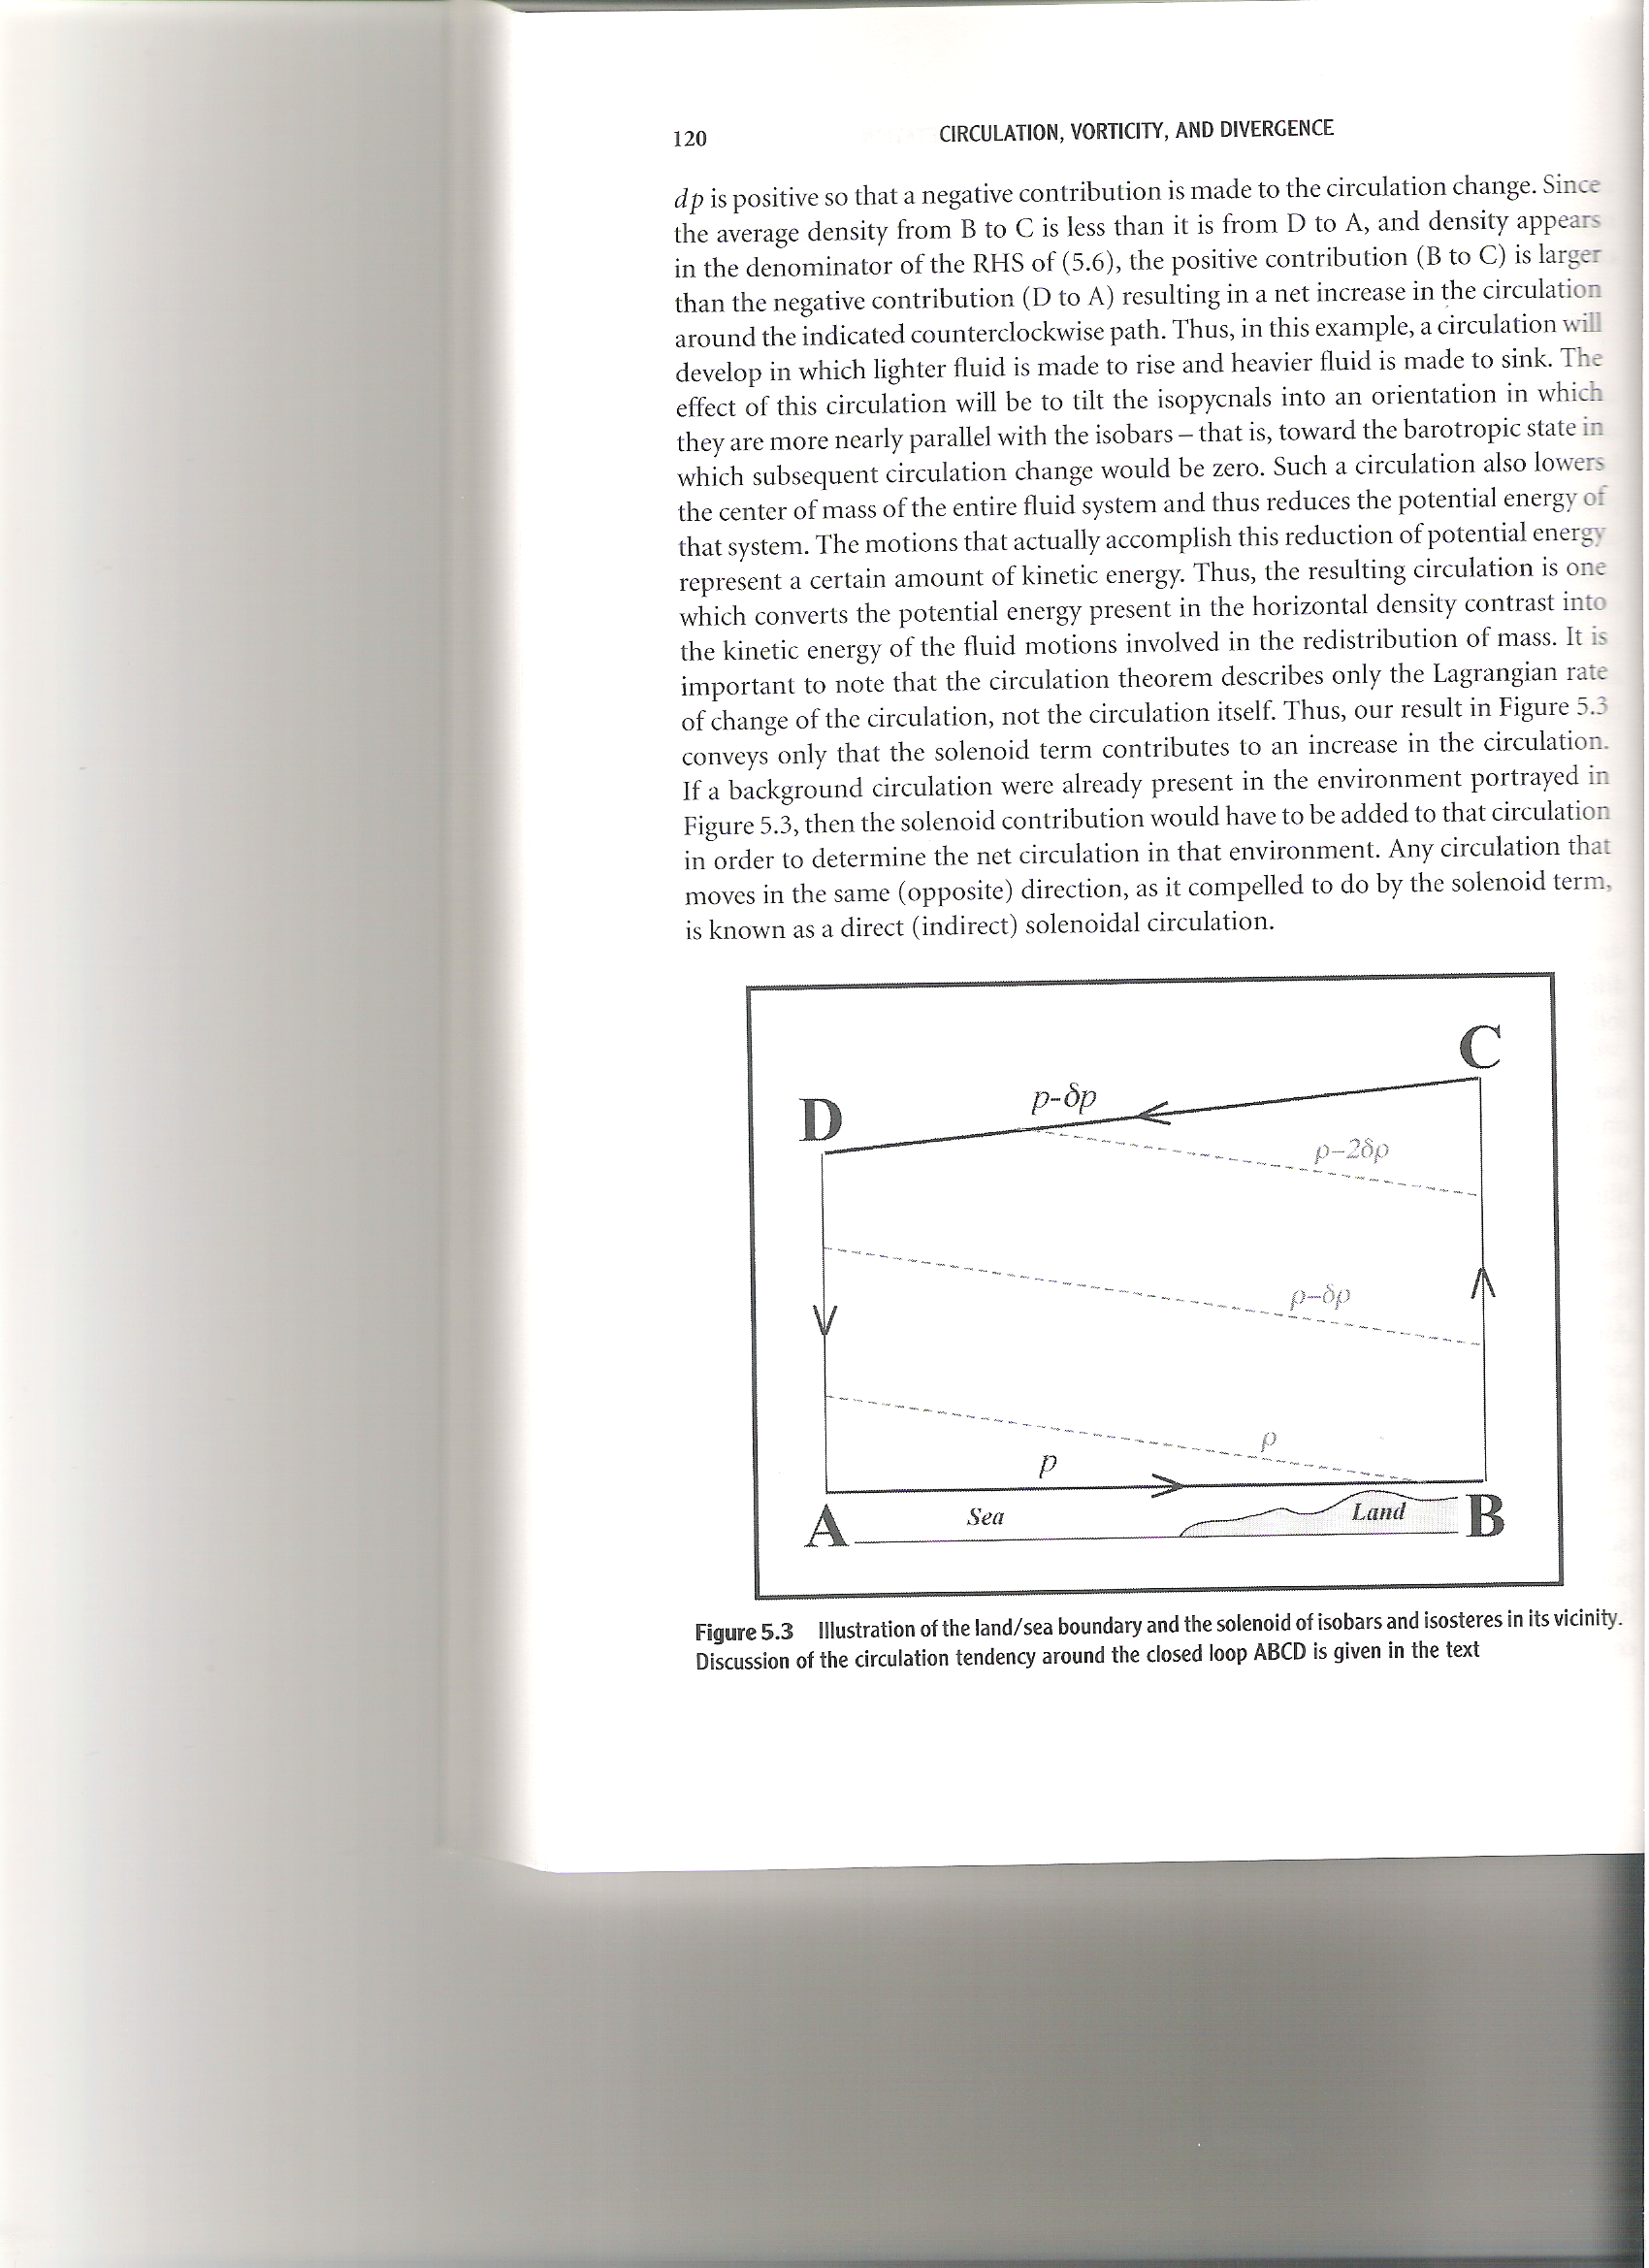 120
CIRCULATION, VORTICITY, AND DIVERGENCE
dp is positive so that a negative contribution is made to the circulation change. Since
the average density from B to C is less than it is from D to A, and density appears
in the denominator of the RHS of (5.6), the positive contribution (B to C) is larger
than the negative contribution (D to A) resulting in a net increase in the circulation
around the indicated counterclockwise path. Thus, in this example, a circulation will
develop in which lighter fluid is made to rise and heavier fluid is made to sink. The
effect of this circulation will be to tilt the isopycnals into an orientation in which
they are more nearly parallel with the isobars – that is, toward the barotropic state in
which subsequent circulation change would be zero. Such a circulation also lowers
the center of mass of the entire fluid system and thus reduces the potential energy of
that system. The motions that actually accomplish this reduction of potential energy
represent a certain amount of kinetic energy. Thus, the resulting circulation is one
which converts the potential energy present in the horizontal density contrast into
the kinetic energy of the fluid motions involved in the redistribution of mass. It is
important to note that the circulation theorem describes only the Lagrangian rate
of change of the circulation, not the circulation itself. Thus, our result in Figure 5.3
conveys only that the solenoid term contributes to an increase in the circulation.
If a background circulation were already present in the environment portrayed in
Figure 5.3, then the solenoid contribution would have to be added to that circulation
in order to determine the net circulation in that environment. Any circulation that
moves in the same (opposite) direction, as it compelled to do by the solenoid term,
is known as a direct (indirect) solenoidal circulation.
C
D
p-δp
ρ–2δρ
ρ–δρ
ρ
p
A
Sea
Land
B
Figure 5.3 Illustration of the land/sea boundary and the solenoid of isobars and isosteres in its vicinity.
Discussion of the circulation tendency around the closed loop ABCD is given in the text